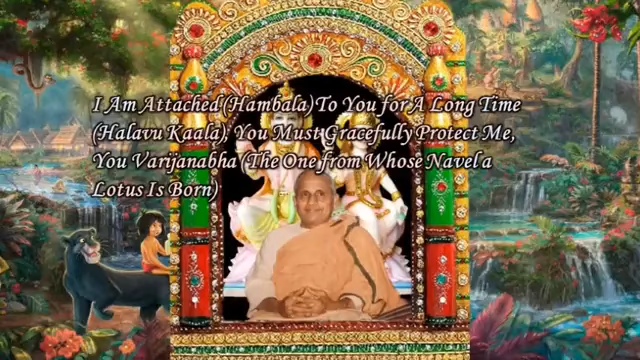 I Am Attached (Hambala) To You for A Long Time
(Halavu Kaala), You Must Gracefully Protect Me,
You Varijanabha (The One from Whose Navel a
Lotus Is Born)